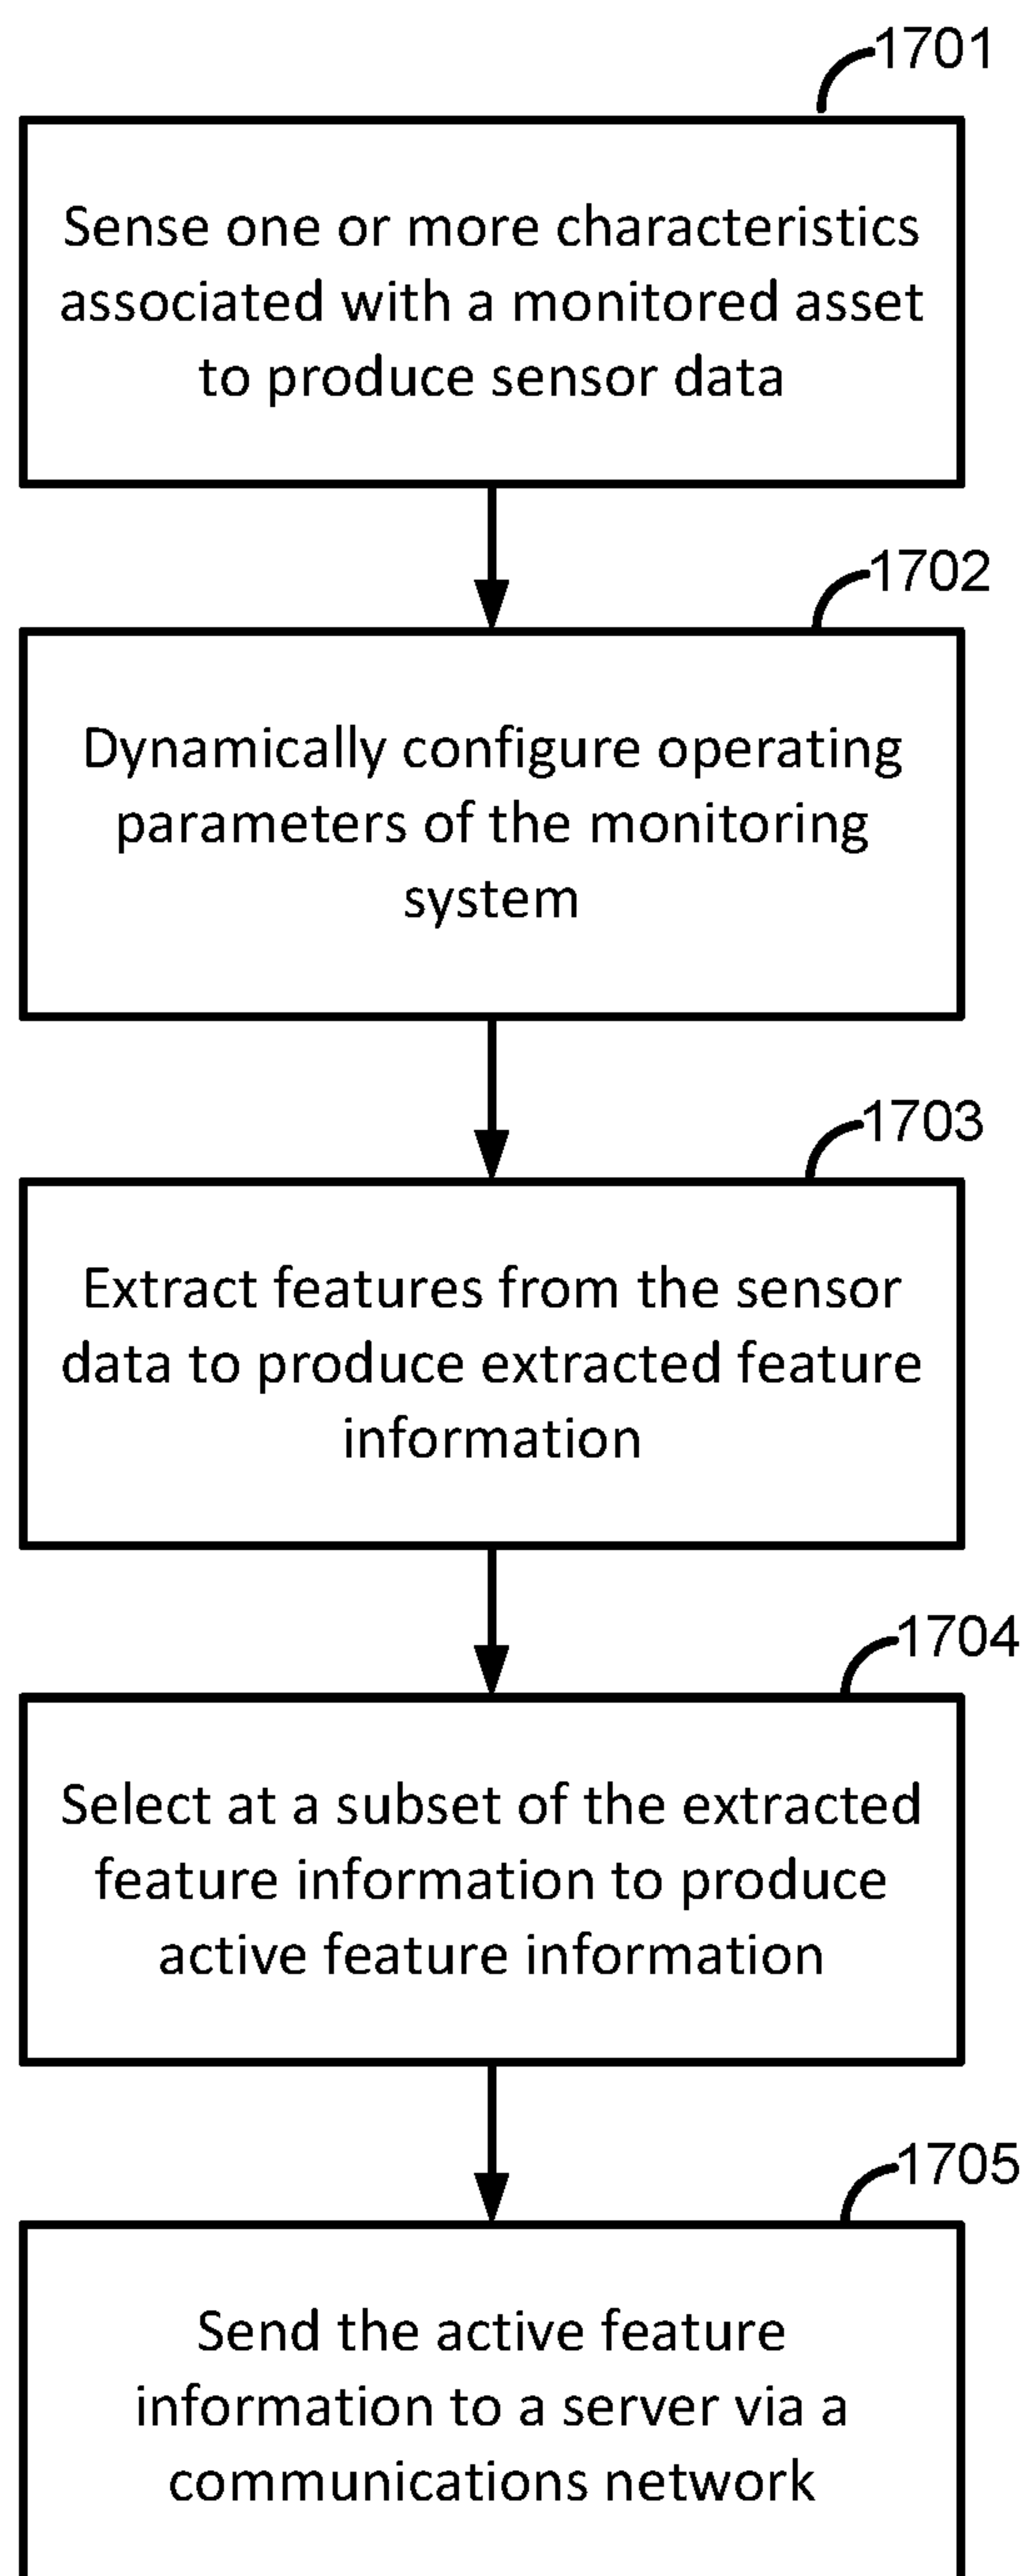 1701
Sense one or more characteristics
associated with a monitored asset
to produce sensor data
1702
Dynamically configure operating
parameters of the monitoring
system
1703
Extract features from the sensor
data to produce extracted feature
information
1704
Select at a subset of the extracted
feature information to produce
active feature information
1705
Send the active feature
information to a server via a
communications network